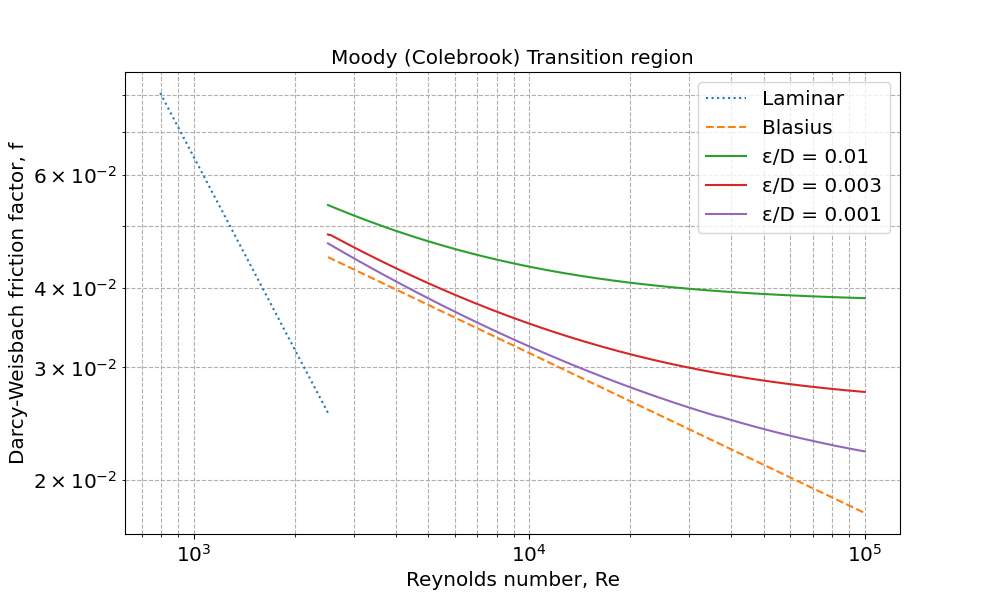 Moody (Colebrook) Transition region
Darcy-Weisbach friction factor, f
6 × 10⁻²
4 × 10⁻²
3 × 10⁻²
2 × 10⁻²
Laminar
Blasius
ε/D = 0.01
ε/D = 0.003
ε/D = 0.001
10³
10⁴
10⁵
Reynolds number, Re